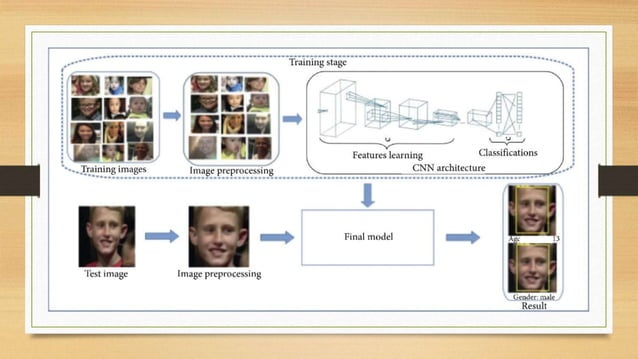 Training stage
Features learning
Classifications
CNN architecture
Training images
Image preprocessing
Final model
Age 13
Test image
Image preprocessing
Gender: male
Result